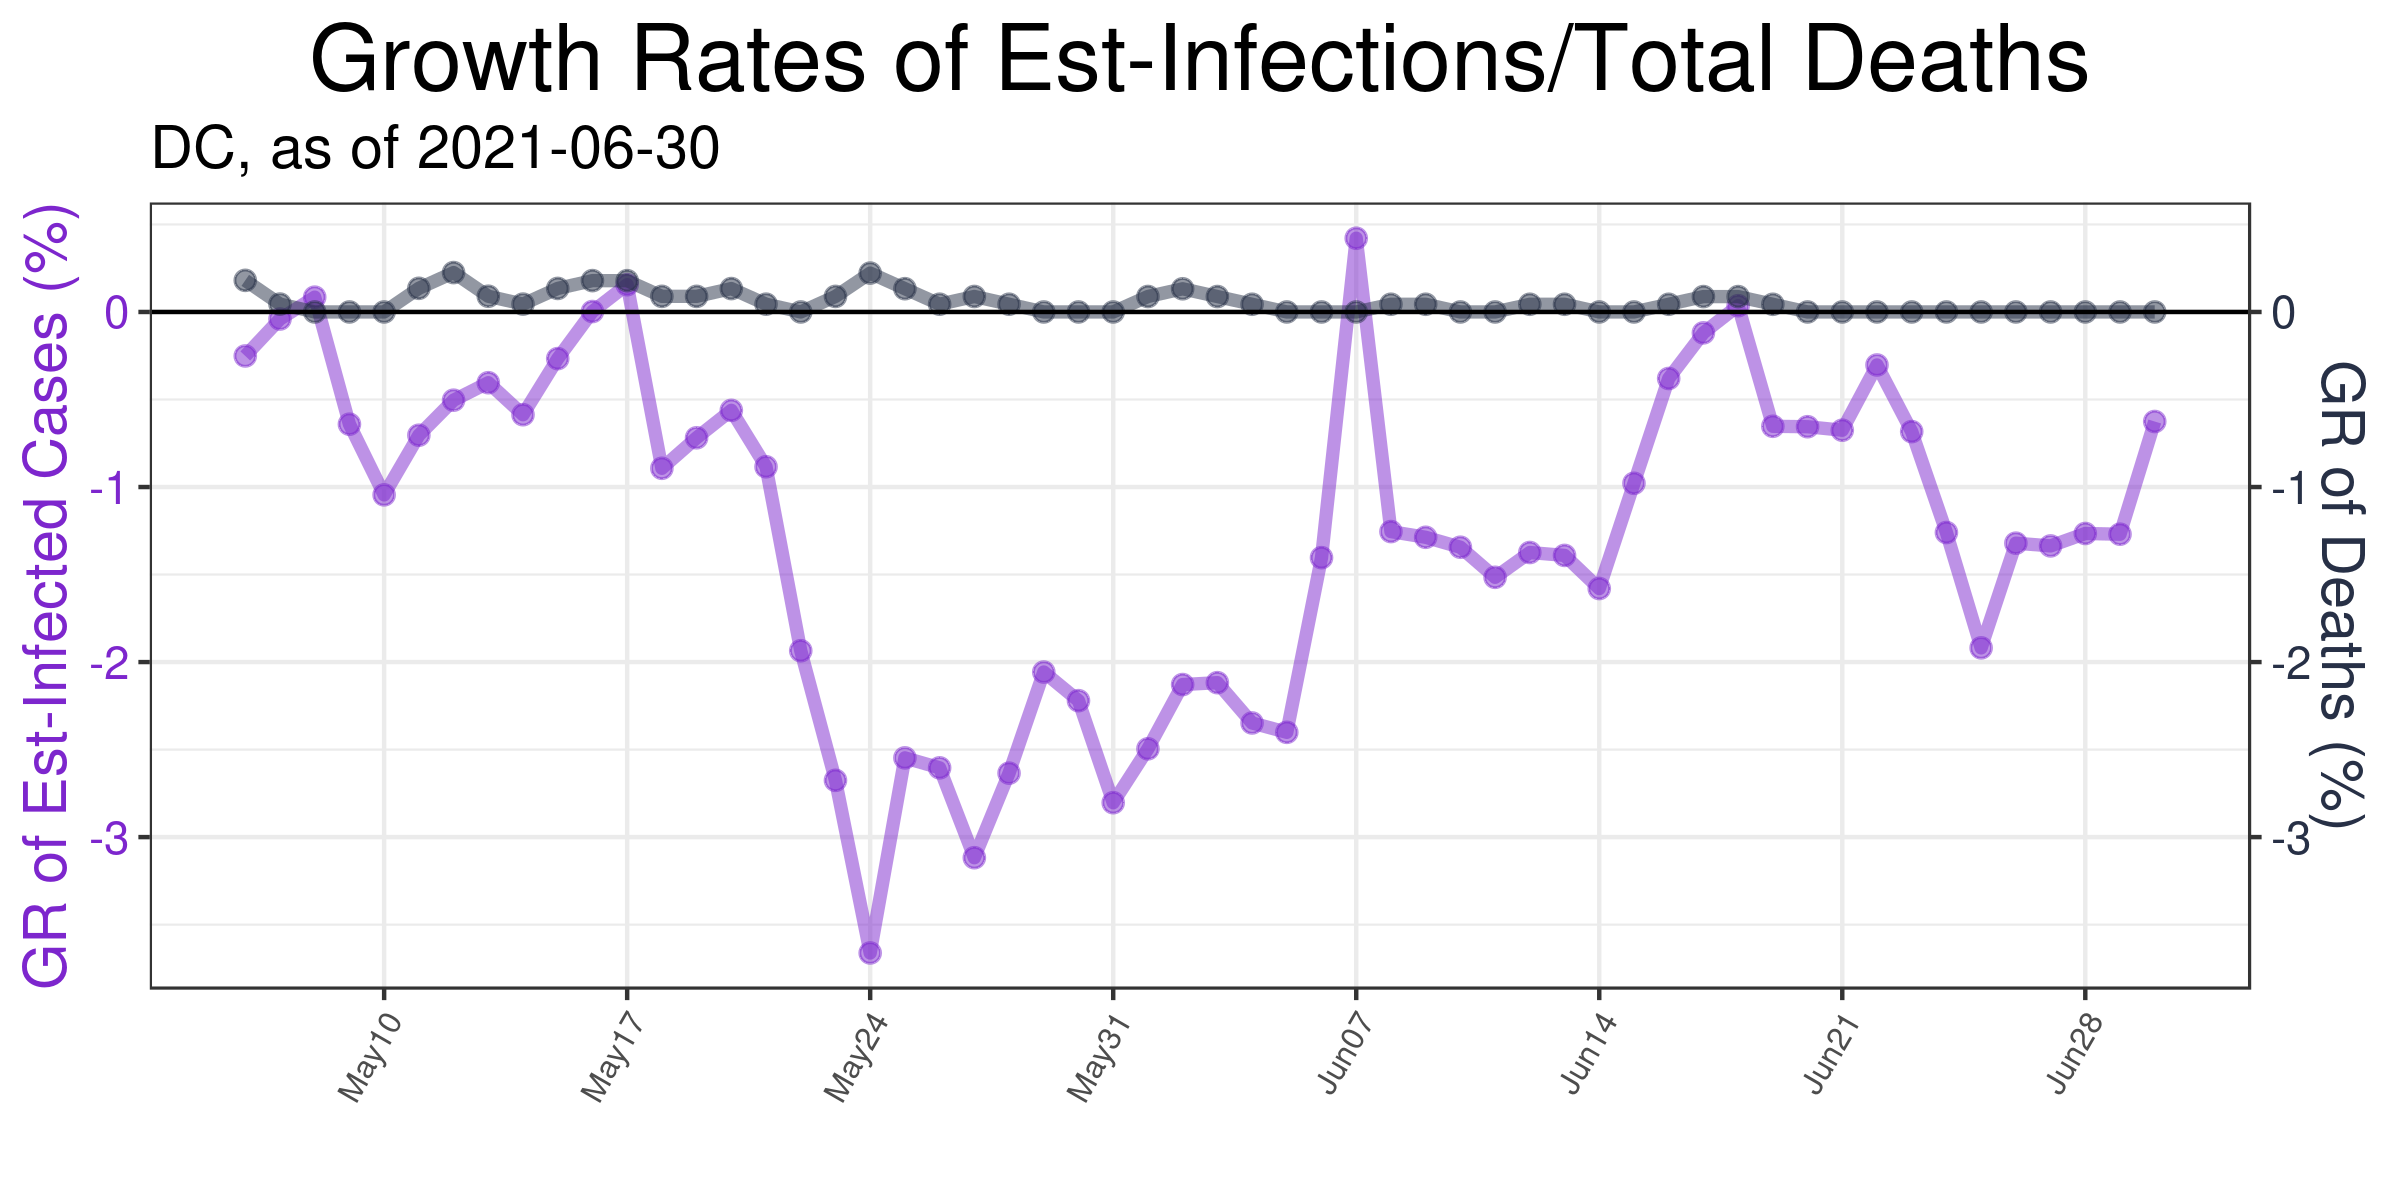 Growth Rates of Est-Infections/Total Deaths
DC, as of 2021-06-30
GR of Est-Infected Cases (%)
0
-1
-2
-3
0
-1
-2
-3
GR of Deaths (%)
May10
May17
May24
May31
Jun07
Jun14
Jun21
Jun28